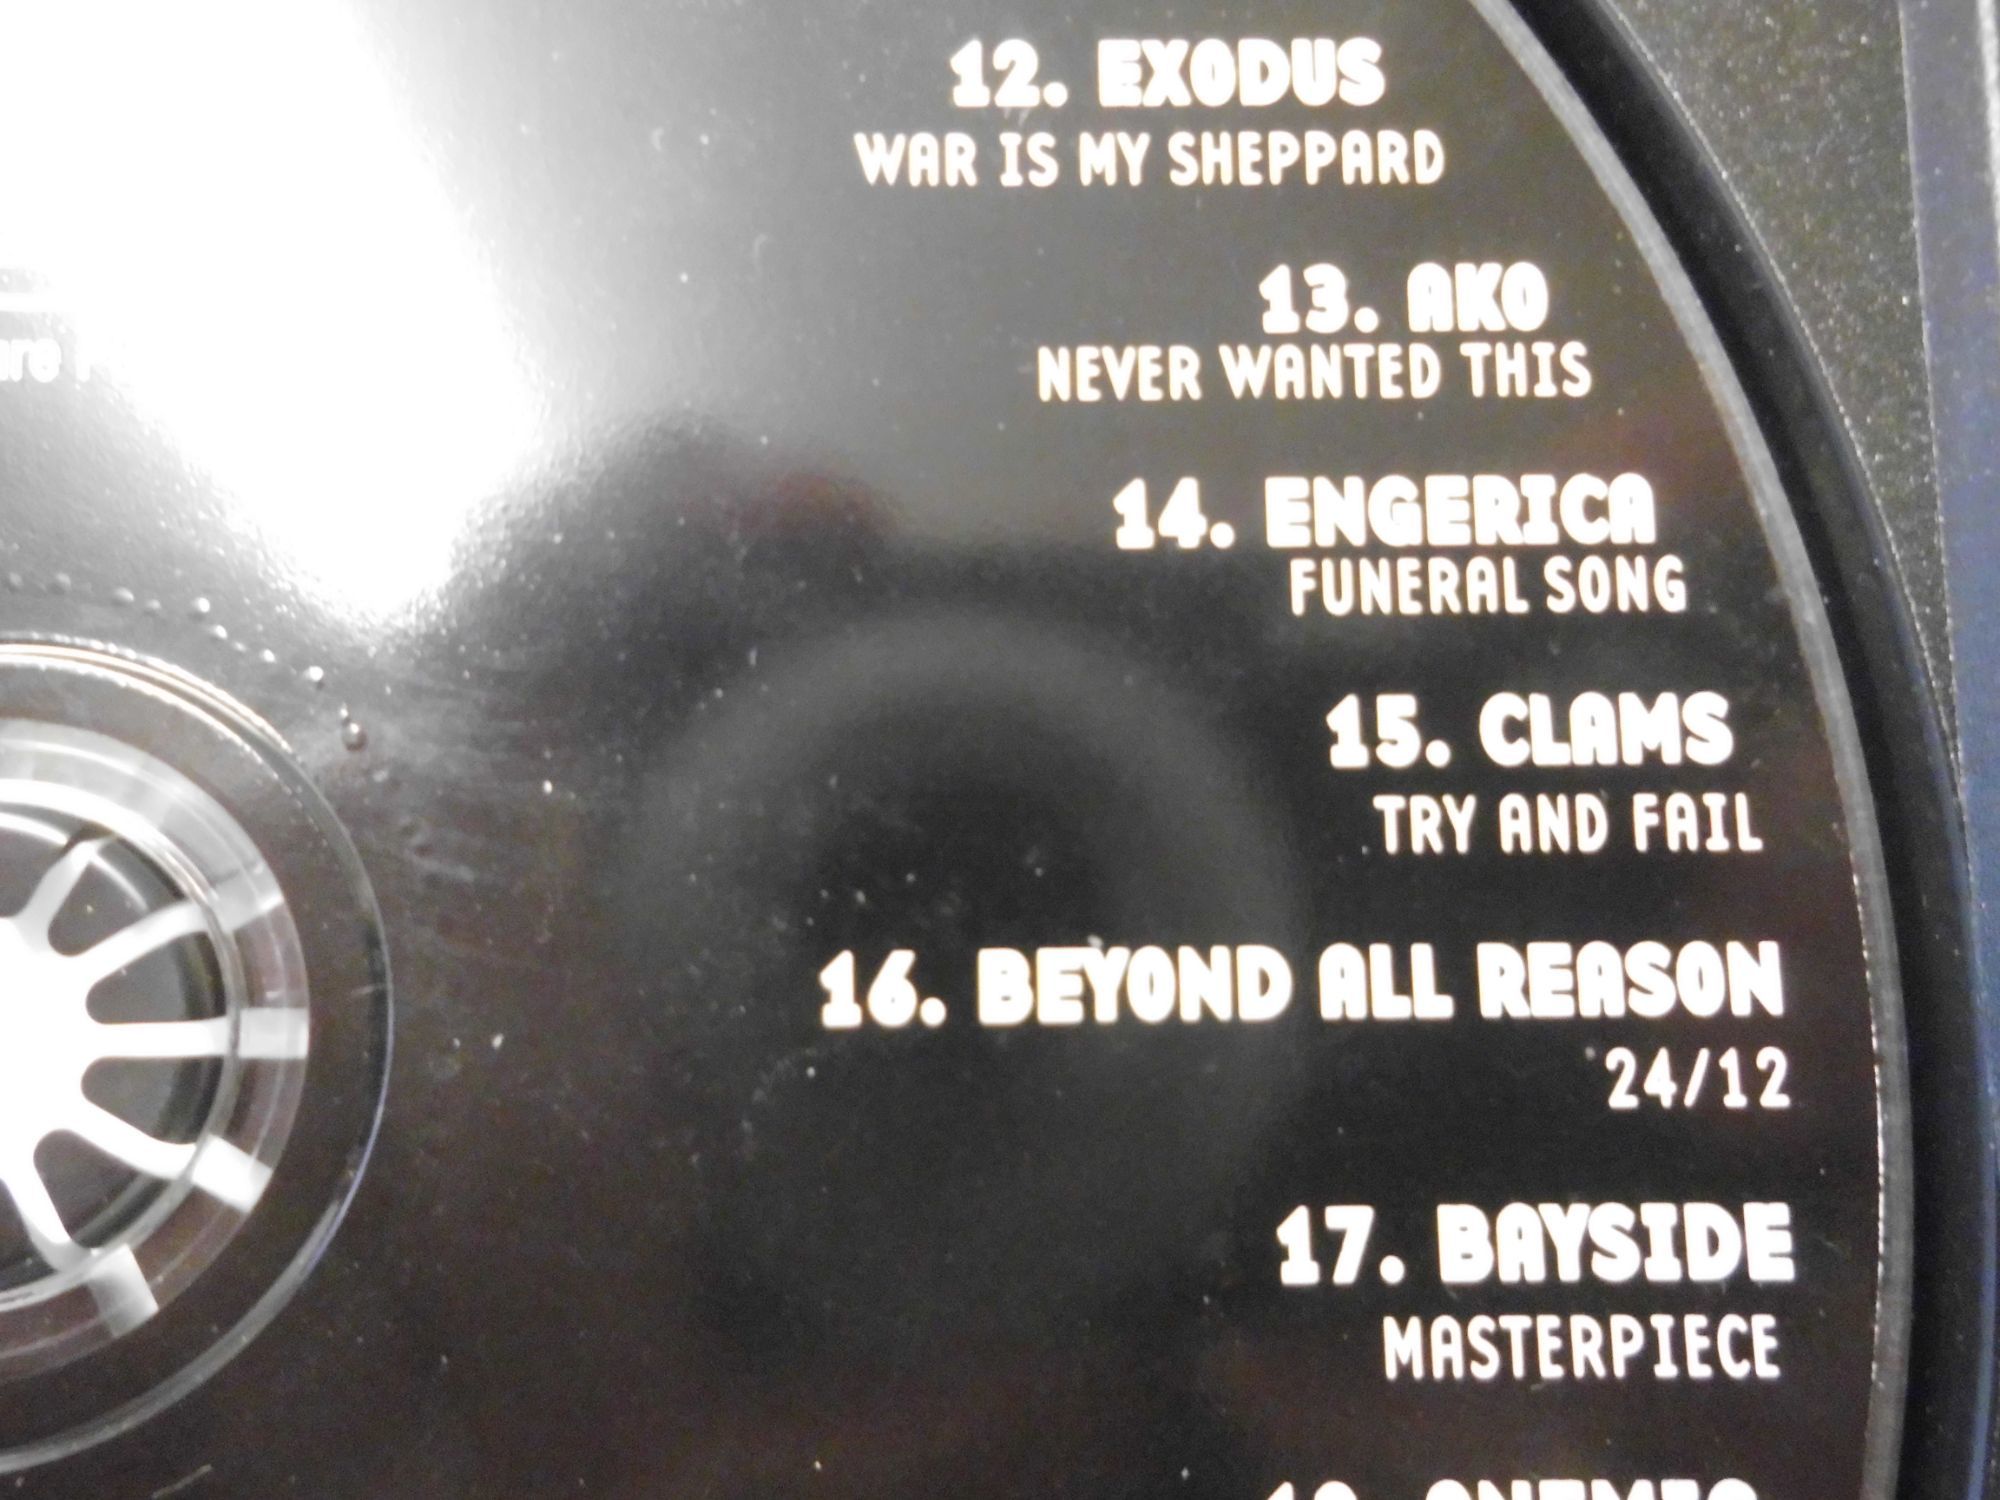 12. EXODUS
WAR IS MY SHEPPARD
13. AKO
NEVER WANTED THIS
14. ENGERICA
FUNERAL SONG
15. CLAMS
TRY AND FAIL
16. BEYOND ALL REASON
24/12
17. BAYSIDE
MASTERPIECE